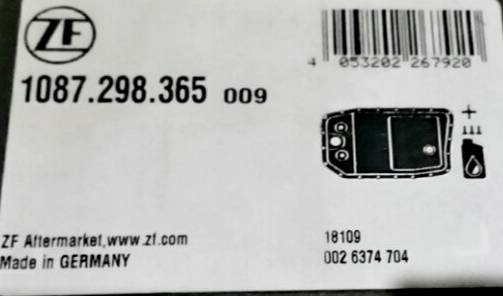 ZF
4 053202 267920
1087.298.365 009
ZF Aftermarket,www.zf.com
Made in GERMANY
18109
002 6374 704